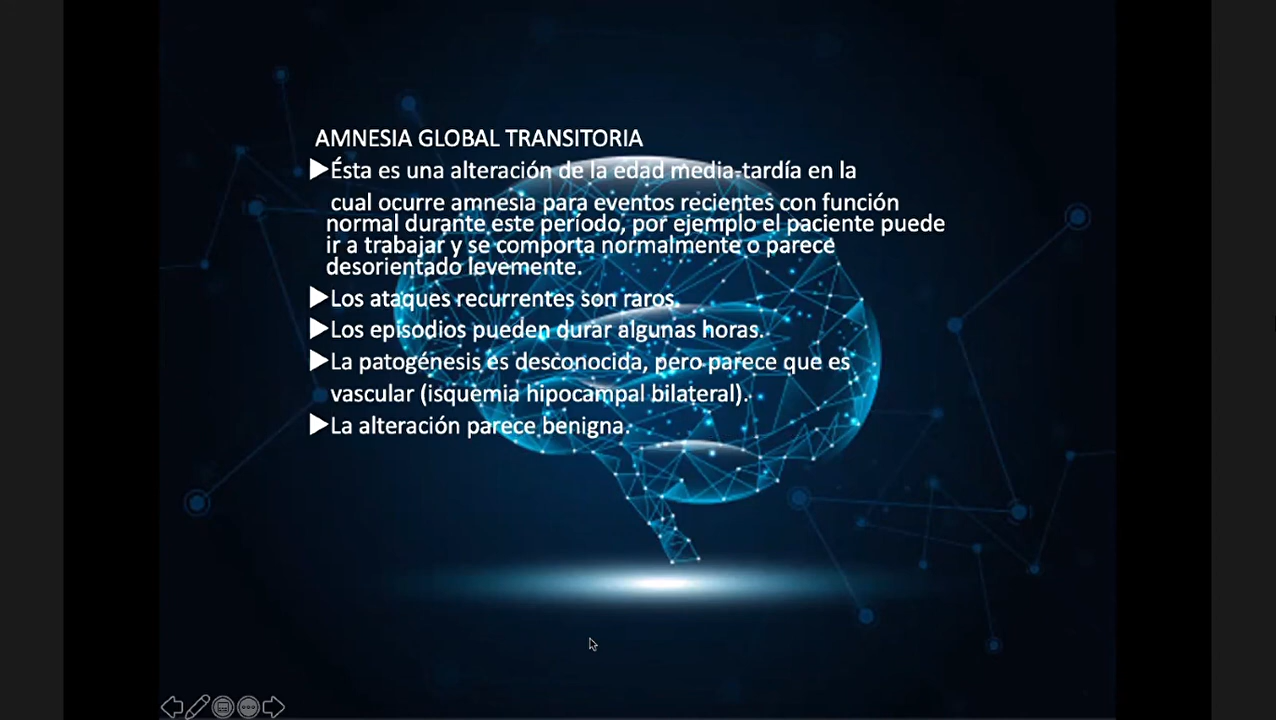 AMNESIA GLOBAL TRANSITORIA
▶Ésta es una alteración de la edad media-tardía en la
cual ocurre amnesia para eventos recientes con función
normal durante este periodo, por ejemplo el paciente puede
ir a trabajar y se comporta normalmente o parece
desorientado levemente.
▶Los ataques recurrentes son raros.
▶Los episodios pueden durar algunas horas.
▶La patogénesis es desconocida, pero parece que es
vascular (isquemia hipocampal bilateral).
▶La alteración parece benigna.